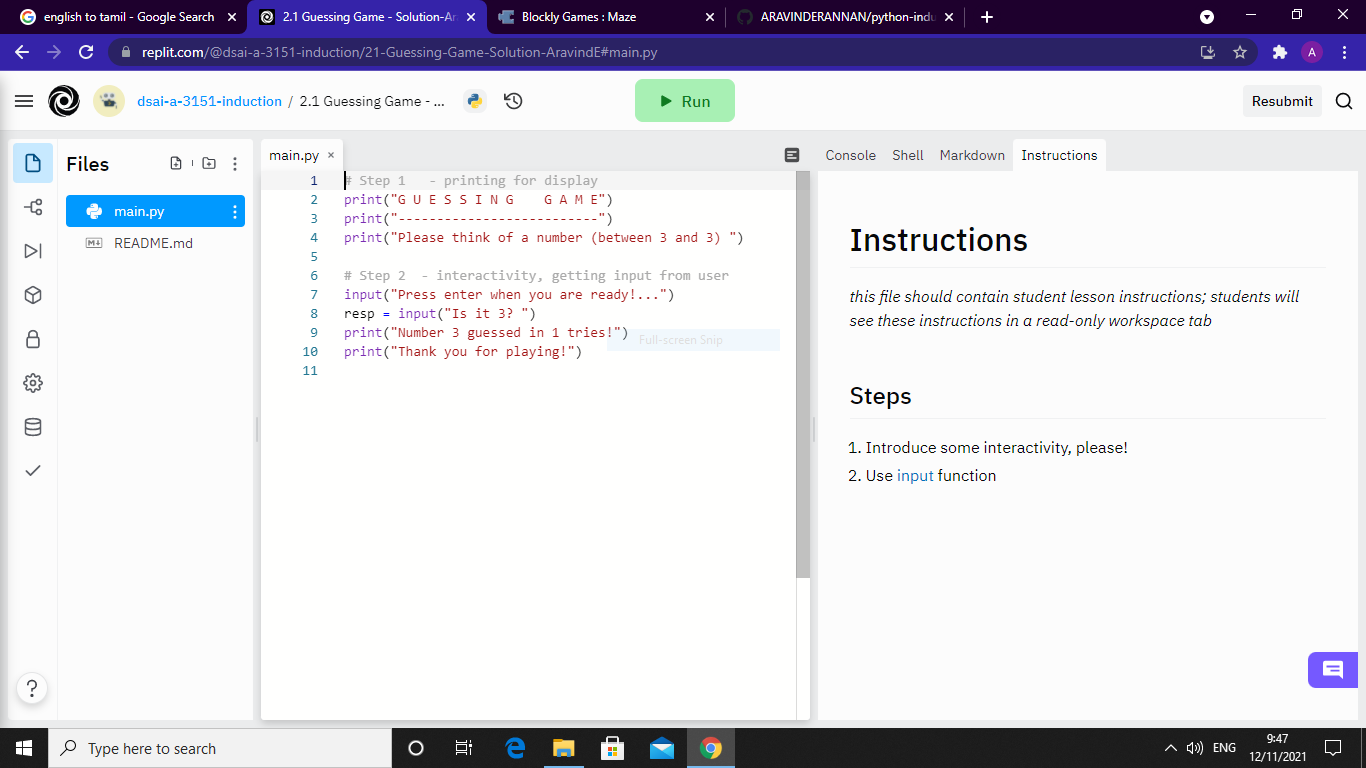 english to tamil - Google Search
2.1 Guessing Game - Solution-Ar
Blockly Games : Maze
ARAVINDERANNAN/python-indu
replit.com/@dsai-a-3151-induction/21-Guessing-Game-Solution-AravindE#main.py
A
dsai-a-3151-induction / 2.1 Guessing Game - ...
Run
Resubmit
Files
main.py
README.md
main.py
1 # Step 1 - printing for display
2 print("G U E S S I N G    G A M E")
3 print("--------------------------")
4 print("Please think of a number (between 3 and 3) ")
5
6 # Step 2 - interactivity, getting input from user
7 input("Press enter when you are ready!...")
8 resp = input("Is it 3? ")
9 print("Number 3 guessed in 1 tries!")
10 print("Thank you for playing!")
11
Full-screen Snip
Console Shell Markdown Instructions
Instructions
this file should contain student lesson instructions; students will
see these instructions in a read-only workspace tab
Steps
1. Introduce some interactivity, please!
2. Use input function
?
Type here to search
ENG
9:47
12/11/2021